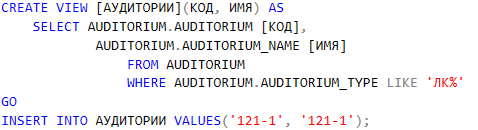 CREATE VIEW [АУДИТОРИИ](КОД, ИМЯ) AS
SELECT AUDITORIUM.AUDITORIUM [КОД],
AUDITORIUM.AUDITORIUM_NAME [ИМЯ]
FROM AUDITORIUM
WHERE AUDITORIUM.AUDITORIUM_TYPE LIKE 'ЛК%'
GO
INSERT INTO АУДИТОРИИ VALUES('121-1', '121-1');